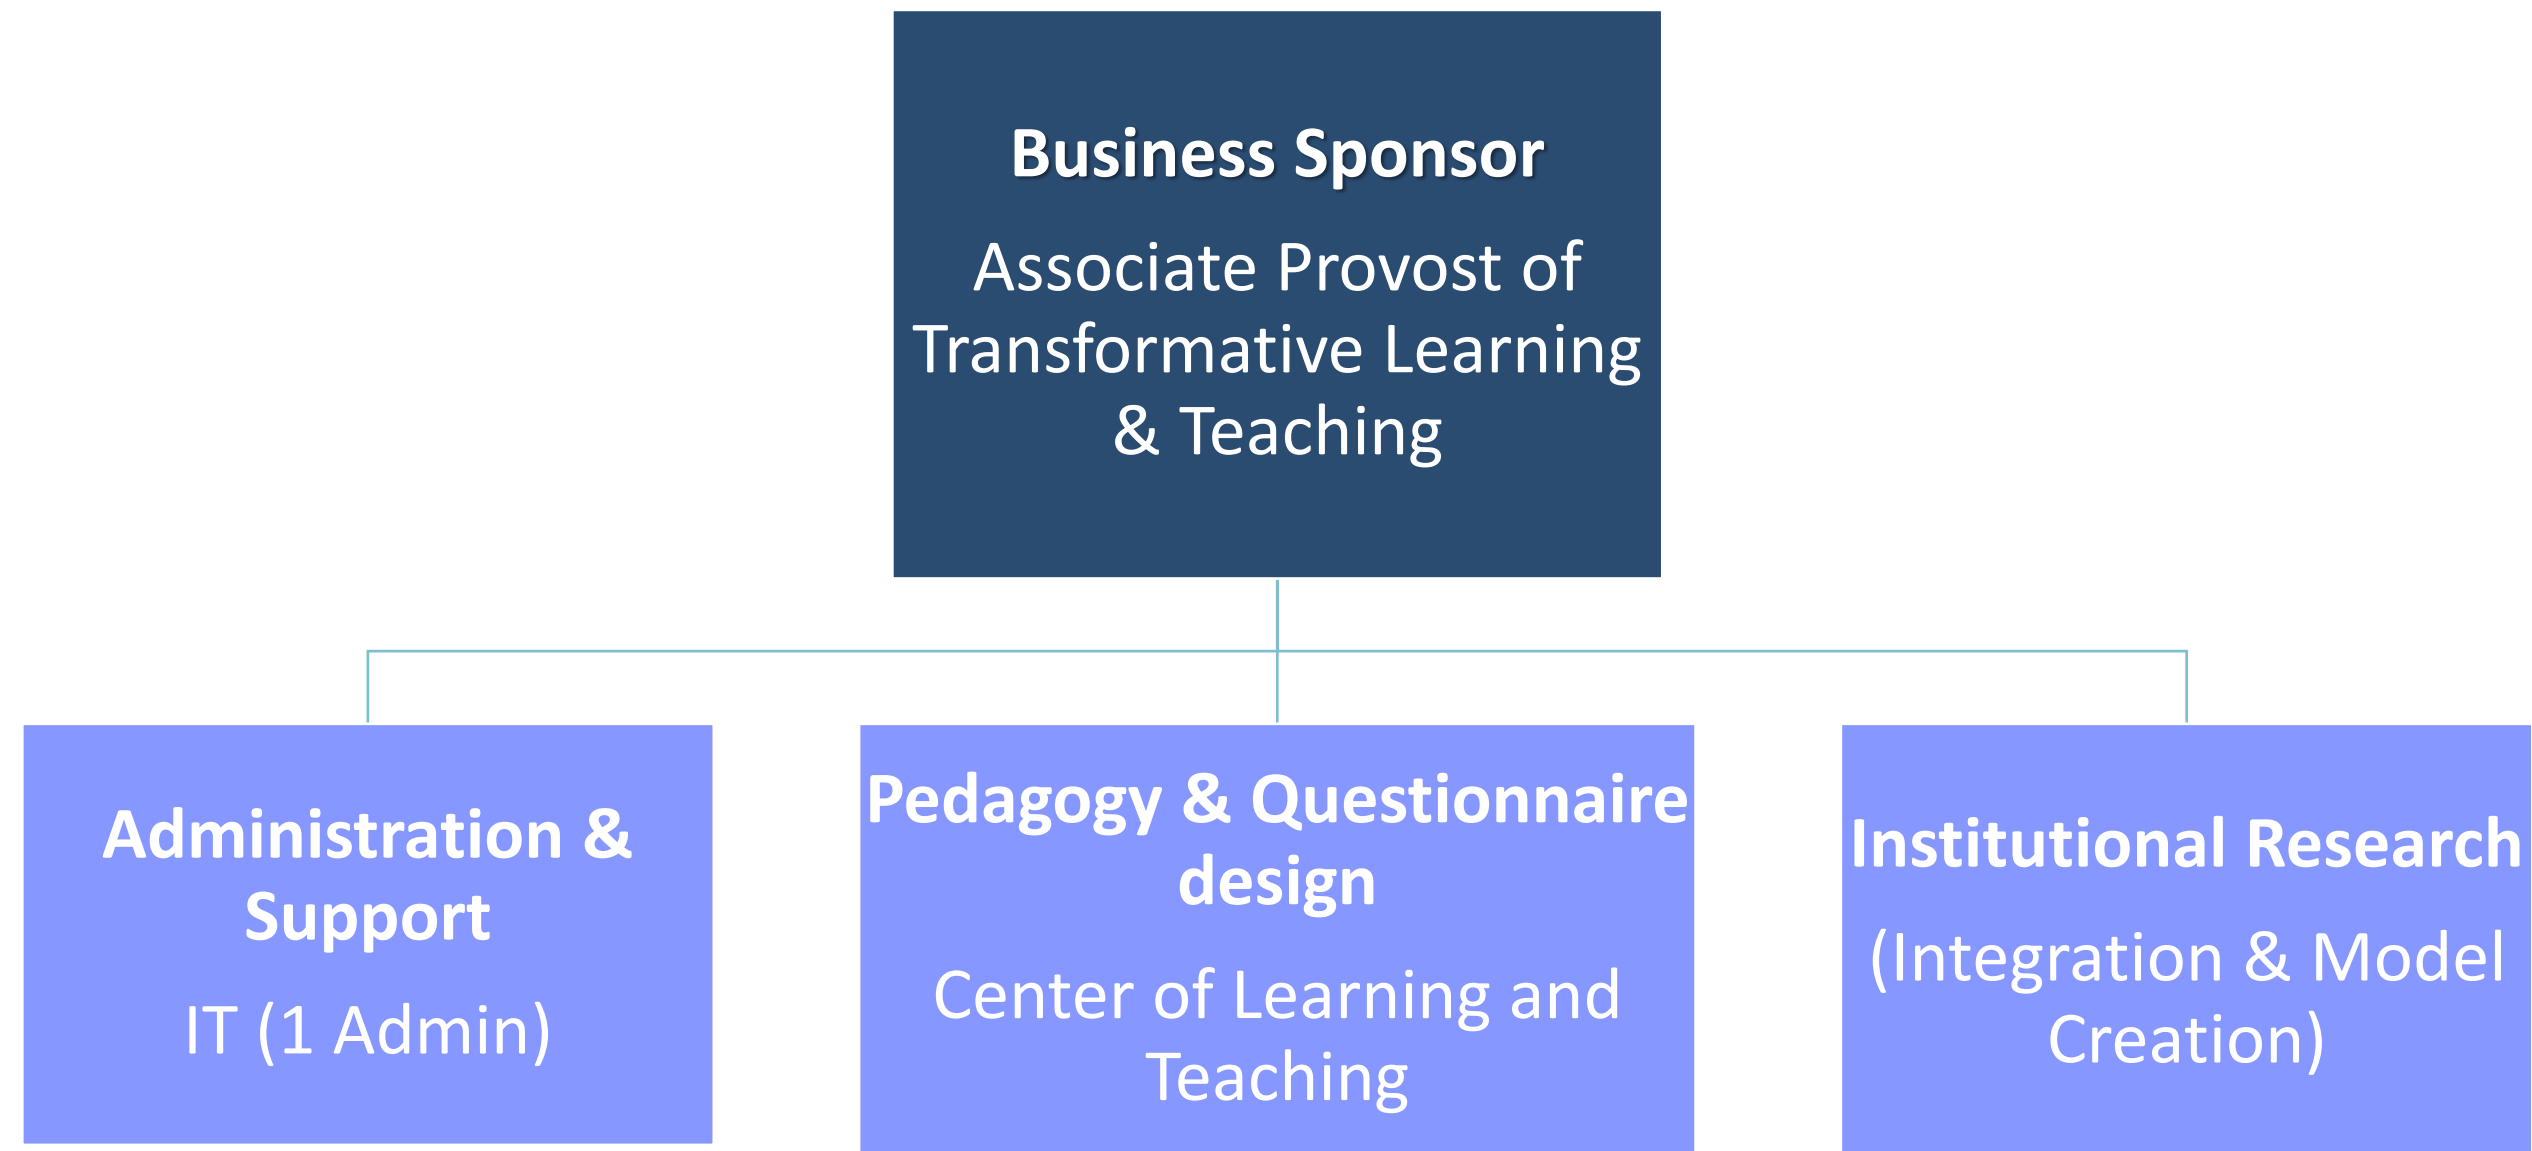 Business Sponsor
Associate Provost of
Transformative Learning
& Teaching
Administration &
Support
IT (1 Admin)
Pedagogy & Questionnaire
design
Center of Learning and
Teaching
Institutional Research
(Integration & Model
Creation)